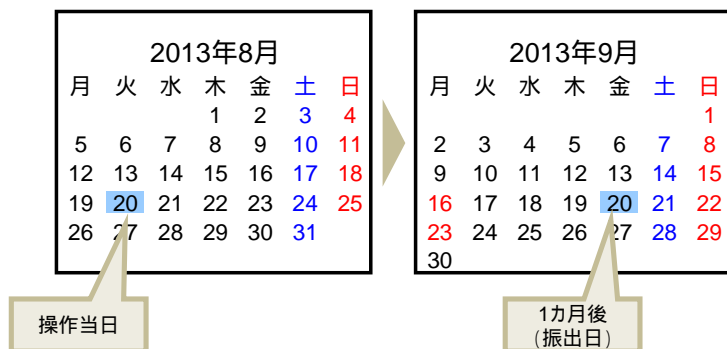 2013年8月
月 火 水 木 金 土 日
1 2 3 4
5 6 7 8 9 10 11
12 13 14 15 16 17 18
19 20 21 22 23 24 25
26 27 28 29 30 31
操作当日
2013年9月
月 火 水 木 金 土 日
1
2 3 4 5 6 7 8
9 10 11 12 13 14 15
16 17 18 19 20 21 22
23 24 25 26 27 28 29
30
1カ月後
(振出日)